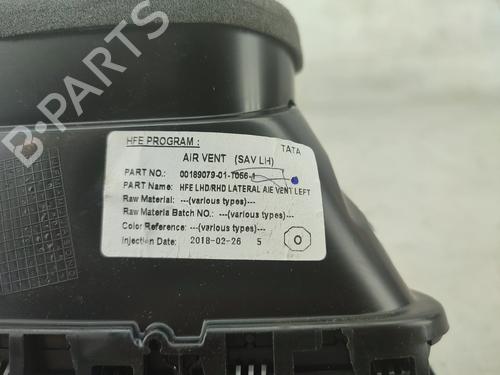 B-Parts
HFE PROGRAM :
TATA
AIR VENT (SAV LH)
PART NO.: 00189079-01-1056-1
PART Name: HFE LHD/RHD LATERAL AIE VENT LEFT
Raw Material: ---(various types)---
Raw Materia Batch NO.: ---(various types)---
Color Reference: ---(various types)---
Injection Date: 2018-02-26 5 O